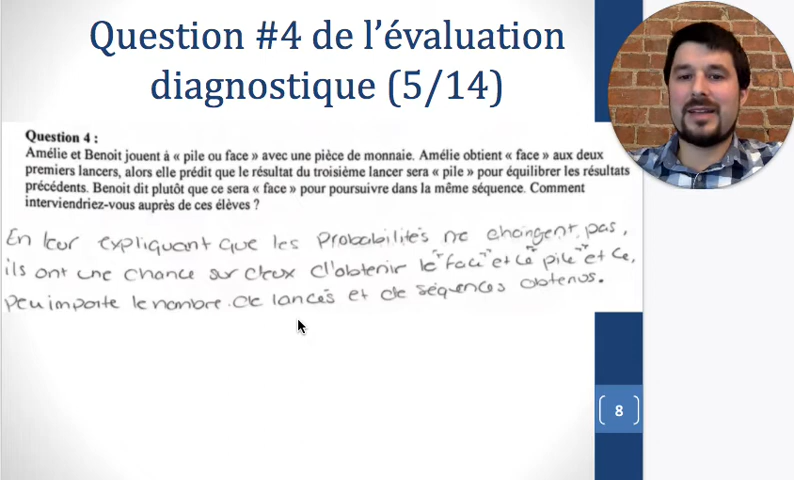 Question #4 de l’évaluation
diagnostique (5/14)
Question 4 :
Amélie et Benoit jouent à « pile ou face » avec une pièce de monnaie. Amélie obtient « face » aux deux
premiers lancers, alors elle prédit que le résultat du troisième lancer sera « pile » pour équilibrer les résultats
précédents. Benoit dit plutôt que ce sera « face » pour poursuivre dans la même séquence. Comment
interviendriez-vous auprès de ces élèves ?
En leur expliquant que les probabilités ne changent pas,
ils ont une chance sur deux d'obtenir le "face" et le "pile" et ce,
peu importe le nombre de lancés et de séquences obtenus.
8